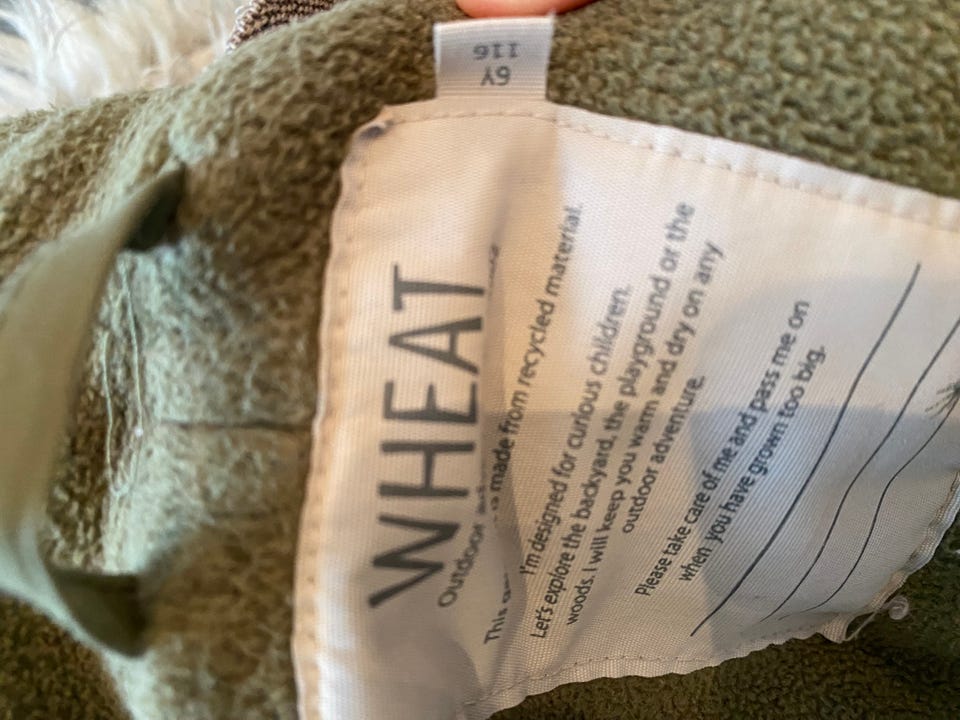 6Y
116
WHEAT
Outdoor
This made from recycled material.
I'm designed for curious children.
Let's explore the backyard, the playground or the
woods. I will keep you warm and dry on any
outdoor adventure.
Please take care of me and pass me on
when you have grown too big.